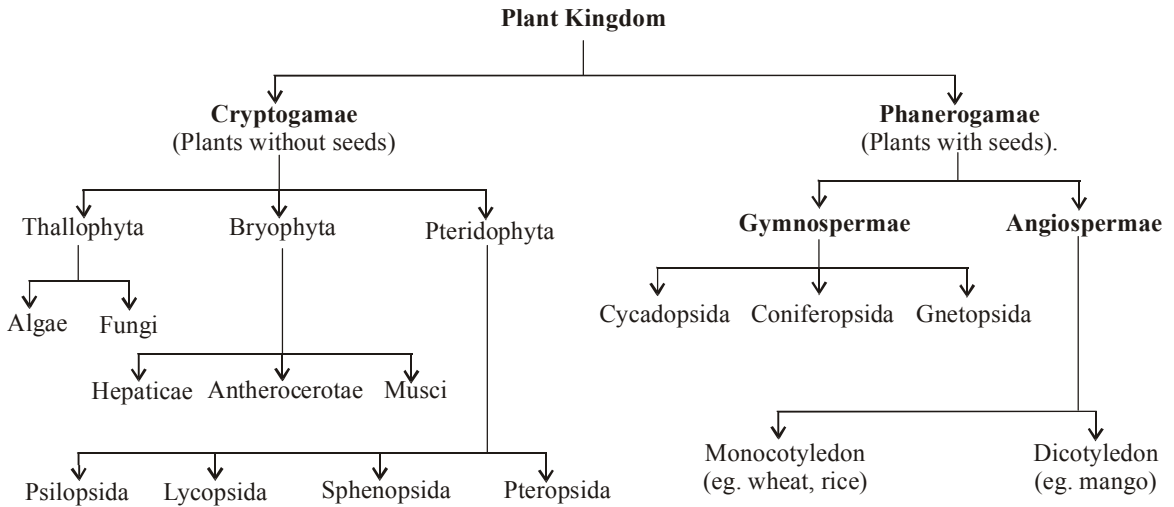 Plant Kingdom
Cryptogamae
(Plants without seeds)
Phanerogamae
(Plants with seeds).
Thallophyta
Bryophyta
Pteridophyta
Gymnospermae
Angiospermae
Algae
Fungi
Cycadopsida
Coniferopsida
Gnetopsida
Hepaticae
Antherocerotae
Musci
Monocotyledon
(eg. wheat, rice)
Dicotyledon
(eg. mango)
Psilopsida
Lycopsida
Sphenopsida
Pteropsida